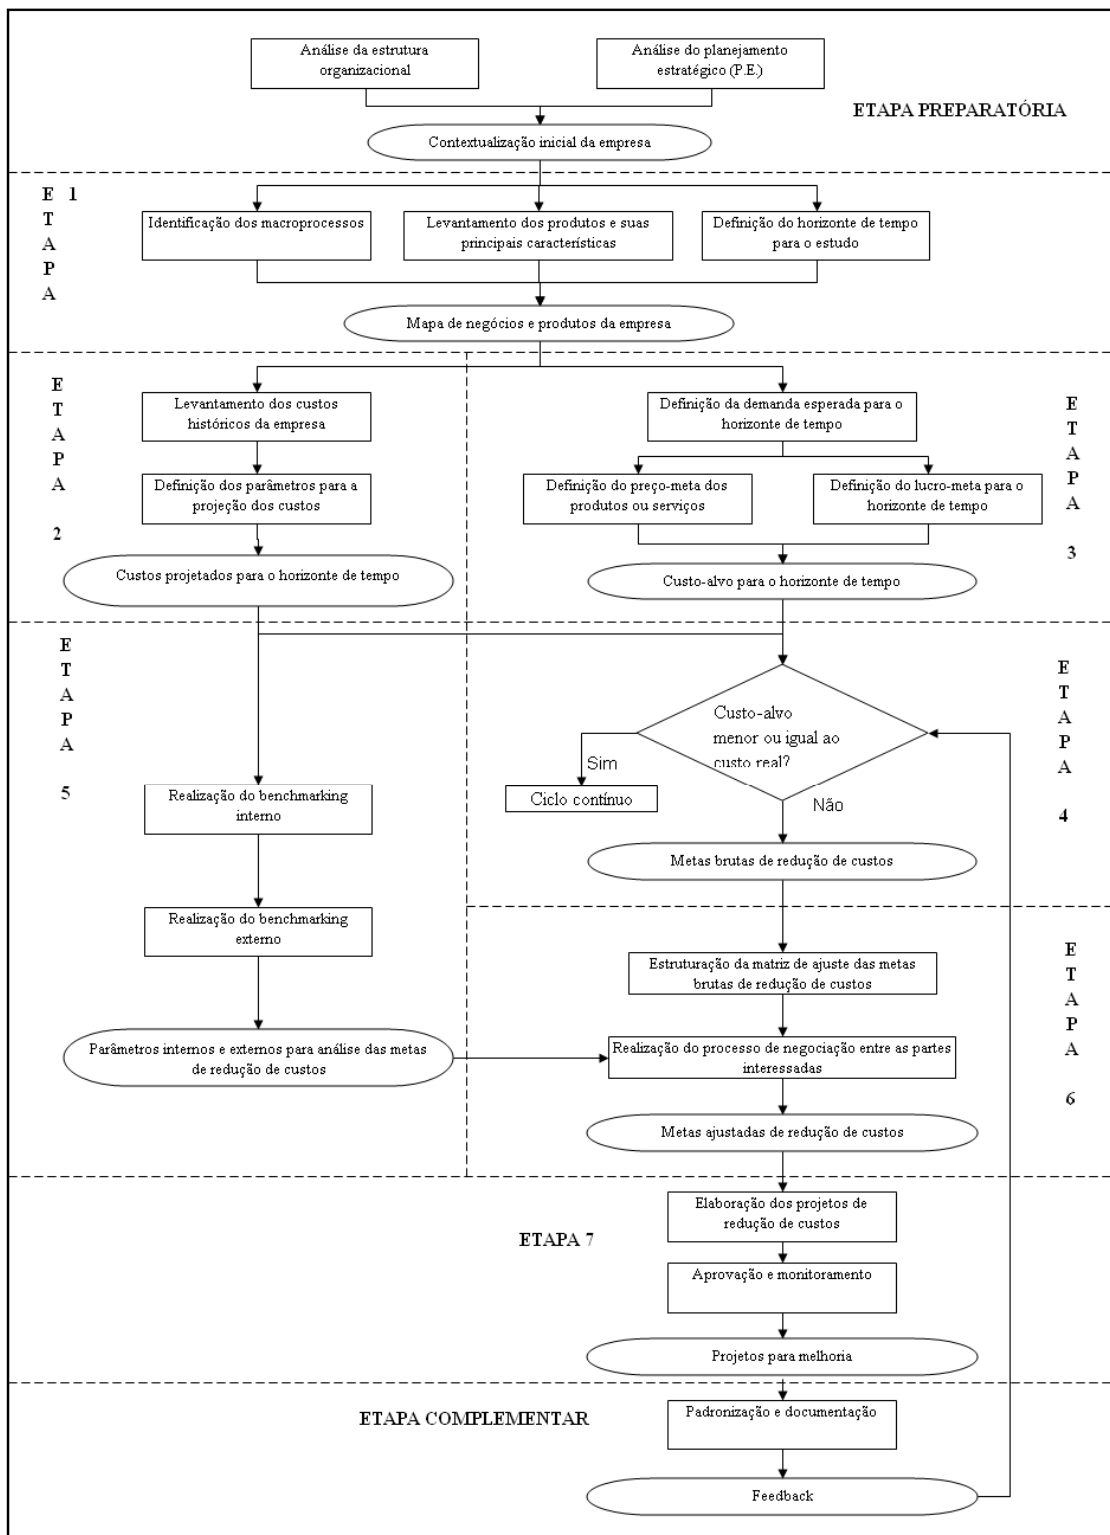 Análise da estrutura
organizacional
Análise do planejamento
estratégico (P.E.)
ETAPA PREPARATÓRIA
Contextualização inicial da empresa
E 1
T
A
P
A
Identificação dos macroprocessos
Levantamento dos produtos e suas
principais características
Definição do horizonte de tempo
para o estudo
Mapa de negócios e produtos da empresa
E
T
A
P
A
2
Levantamento dos custos
históricos da empresa
Definição dos parâmetros para a
projeção dos custos
Custos projetados para o horizonte de tempo
Definição da demanda esperada para o
horizonte de tempo
Definição do preço-meta dos
produtos ou serviços
Definição do lucro-meta para o
horizonte de tempo
Custo-alvo para o horizonte de tempo
E
T
A
P
A
3
E
T
A
P
A
5
Realização do benchmarking
interno
Realização do benchmarking
externo
Parâmetros internos e externos para análise das metas
de redução de custos
Custo-alvo
menor ou igual ao
custo real?
Sim
Ciclo contínuo
Não
Metas brutas de redução de custos
E
T
A
P
A
4
Estruturação da matriz de ajuste das metas
brutas de redução de custos
Realização do processo de negociação entre as partes
interessadas
Metas ajustadas de redução de custos
E
T
A
P
A
6
ETAPA 7
Elaboração dos projetos de
redução de custos
Aprovação e monitoramento
Projetos para melhoria
ETAPA COMPLEMENTAR
Padronização e documentação
Feedback